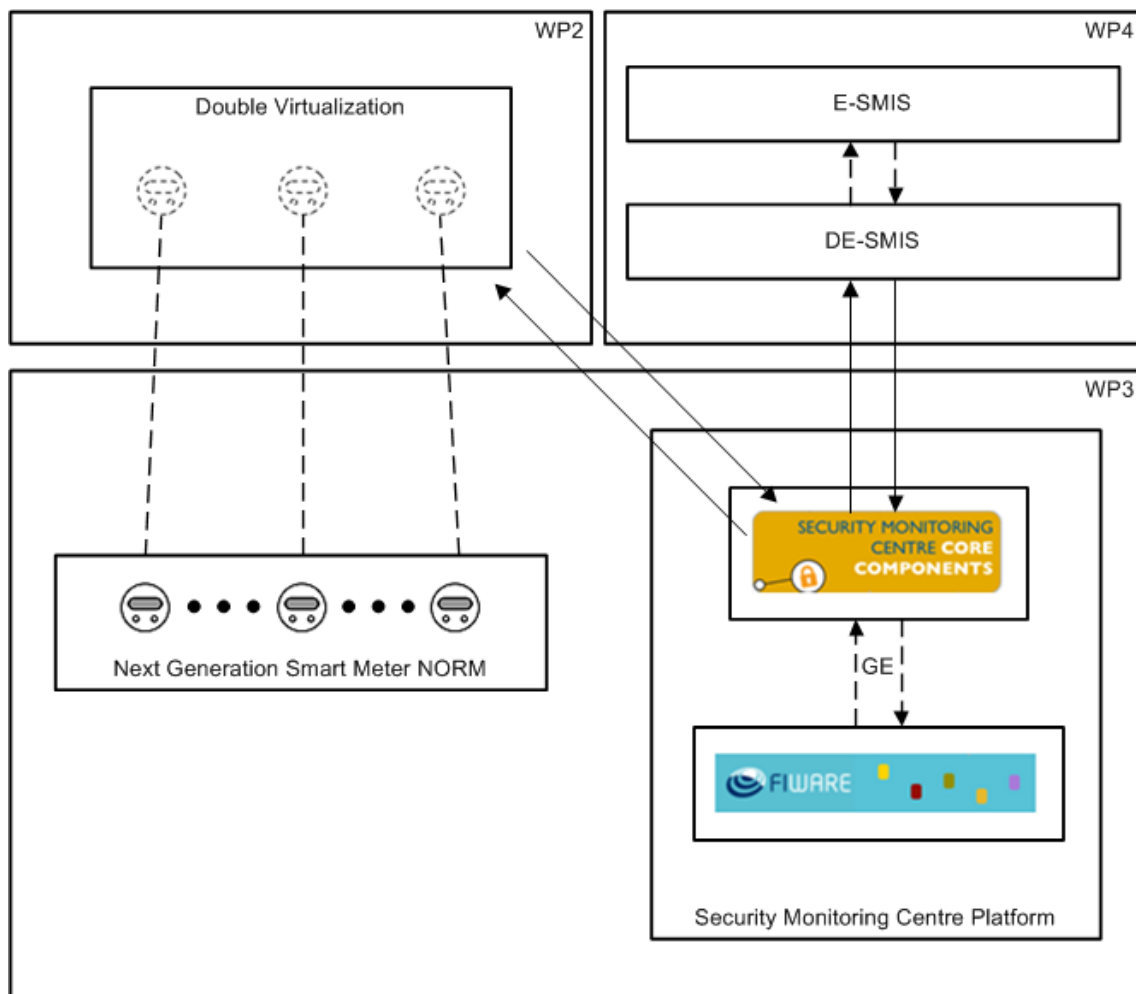 WP2
Double Virtualization
WP4
E-SMIS
DE-SMIS
WP3
SECURITY MONITORING
CENTRE CORE
COMPONENTS
Next Generation Smart Meter NORM
GE
FIWARE
Security Monitoring Centre Platform